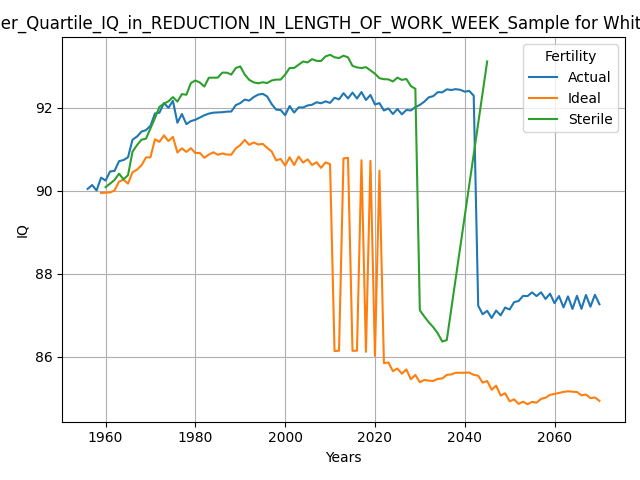 er_Quartile_IQ_in_REDUCTION_IN_LENGTH_OF_WORK_WEEK_Sample for Whit
Fertility
Actual
Ideal
Sterile
IQ
92
90
88
86
1960
1980
2000
2020
2040
2060
Years